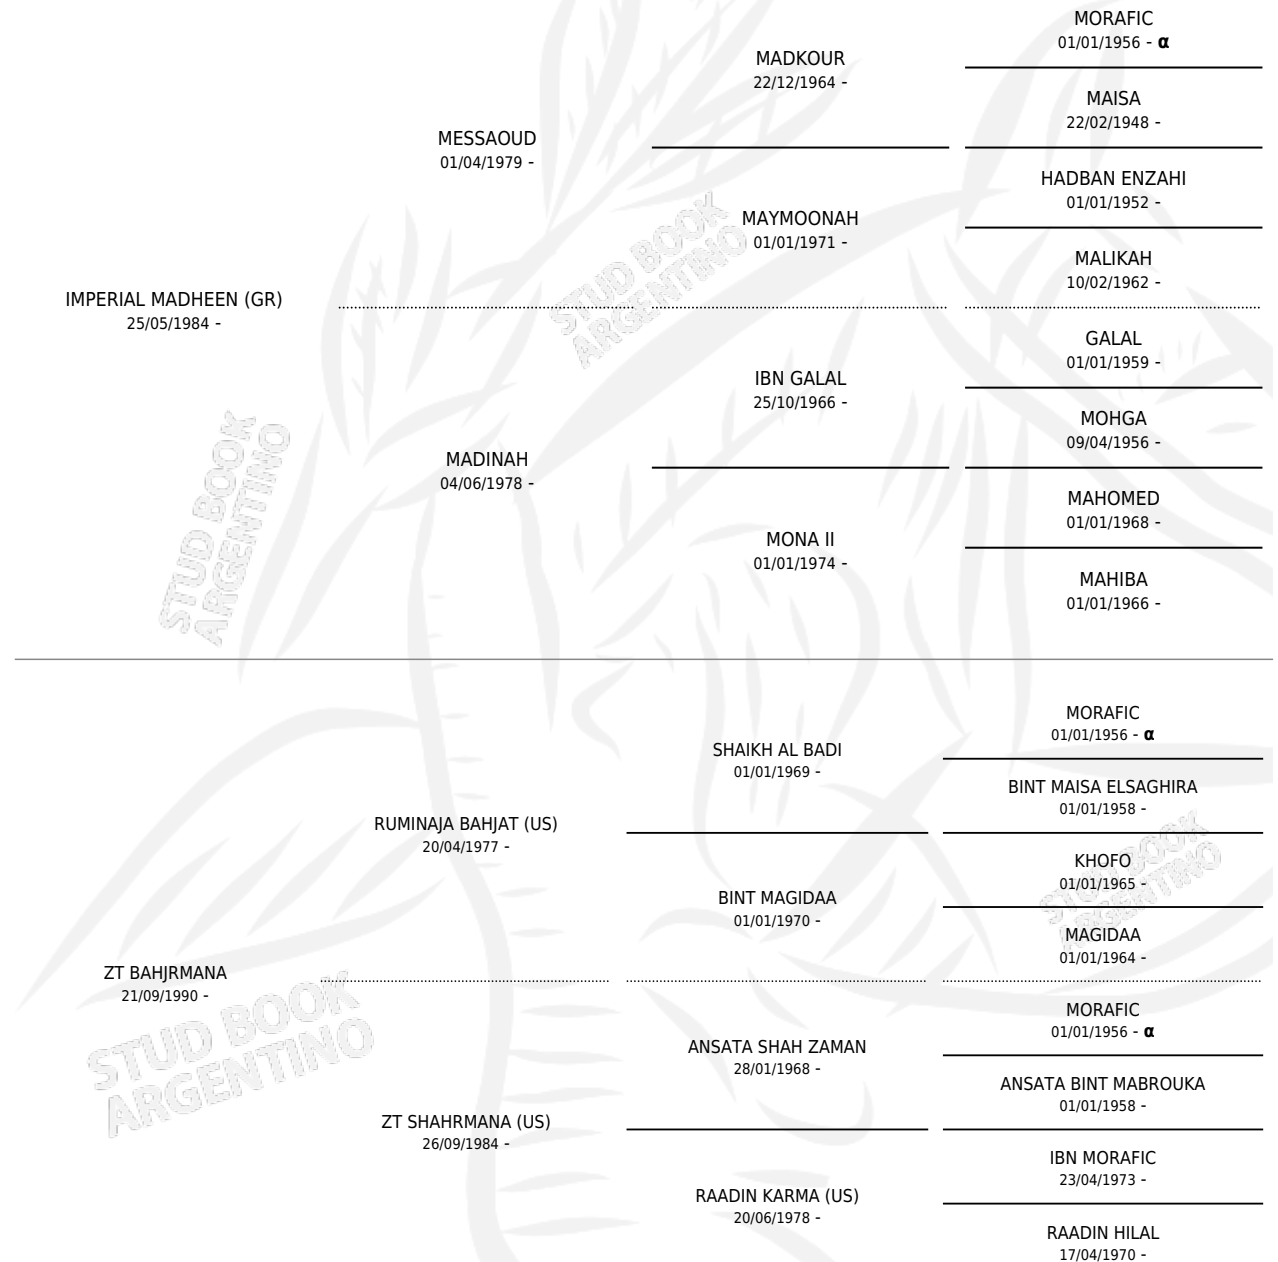 MORAFIC
01/01/1956 - α
MADKOUR
22/12/1964 -
MAISA
22/02/1948 -
MESSAOUD
01/04/1979 -
HADBAN ENZAHI
01/01/1952 -
MAYMOONAH
01/01/1971 -
MALIKAH
10/02/1962 -
IMPERIAL MADHEEN (GR)
25/05/1984 -
GALAL
01/01/1959 -
IBN GALAL
25/10/1966 -
MOHGA
09/04/1956 -
MADINAH
04/06/1978 -
MAHOMED
01/01/1968 -
MONA II
01/01/1974 -
MAHIBA
01/01/1966 -
MORAFIC
01/01/1956 - α
SHAIKH AL BADI
01/01/1969 -
BINT MAISA ELSAGHIRA
01/01/1958 -
RUMINAJA BAHJAT (US)
20/04/1977 -
KHOFO
01/01/1965 -
BINT MAGIDAA
01/01/1970 -
MAGIDAA
01/01/1964 -
ZT BAHJRMANA
21/09/1990 -
MORAFIC
01/01/1956 - α
ANSATA SHAH ZAMAN
28/01/1968 -
ANSATA BINT MABROUKA
01/01/1958 -
ZT SHAHRMANA (US)
26/09/1984 -
IBN MORAFIC
23/04/1973 -
RAADIN KARMA (US)
20/06/1978 -
RAADIN HILAL
17/04/1970 -
STUD BOOK
ARGENTINO
STUD BOOK
ARGENTINO
STUD BOOK
ARGENTINO
STUD BOOK
ARGENTINO